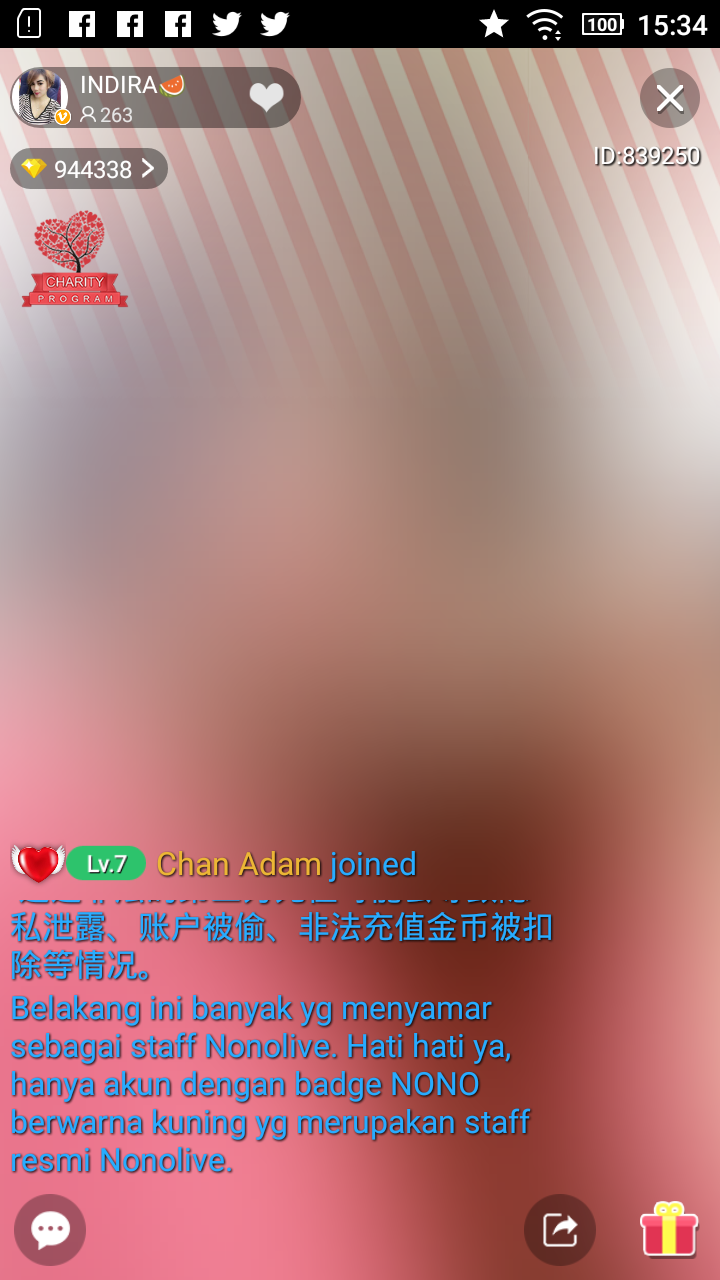 15:34
100
INDIRA🍉
263
944338
ID:839250
CHARITY
PROGRAM
Lv.7 Chan Adam joined
私泄露、账户被偷、非法充值金币被扣
除等情况。
Belakang ini banyak yg menyamar
sebagai staff Nonolive. Hati hati ya,
hanya akun dengan badge NONO
berwarna kuning yg merupakan staff
resmi Nonolive.